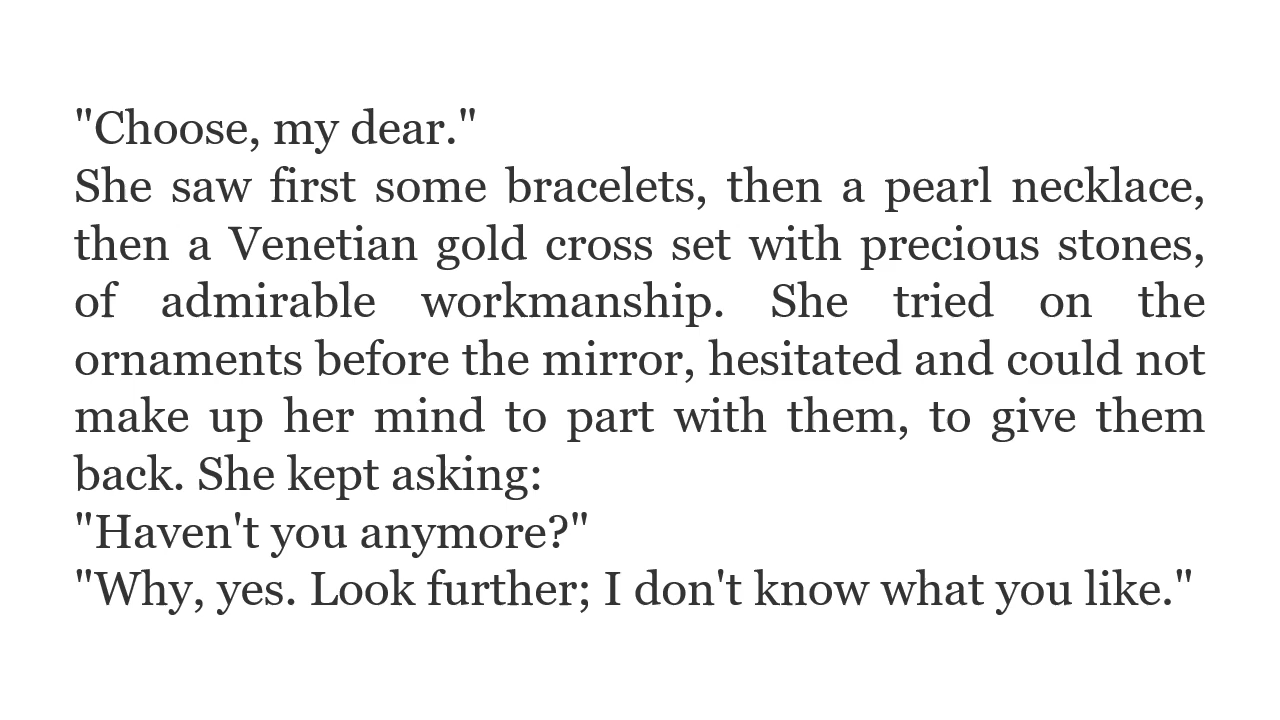 "Choose, my dear."
She saw first some bracelets, then a pearl necklace,
then a Venetian gold cross set with precious stones,
of admirable workmanship. She tried on the
ornaments before the mirror, hesitated and could not
make up her mind to part with them, to give them
back. She kept asking:
"Haven't you anymore?"
"Why, yes. Look further; I don't know what you like."